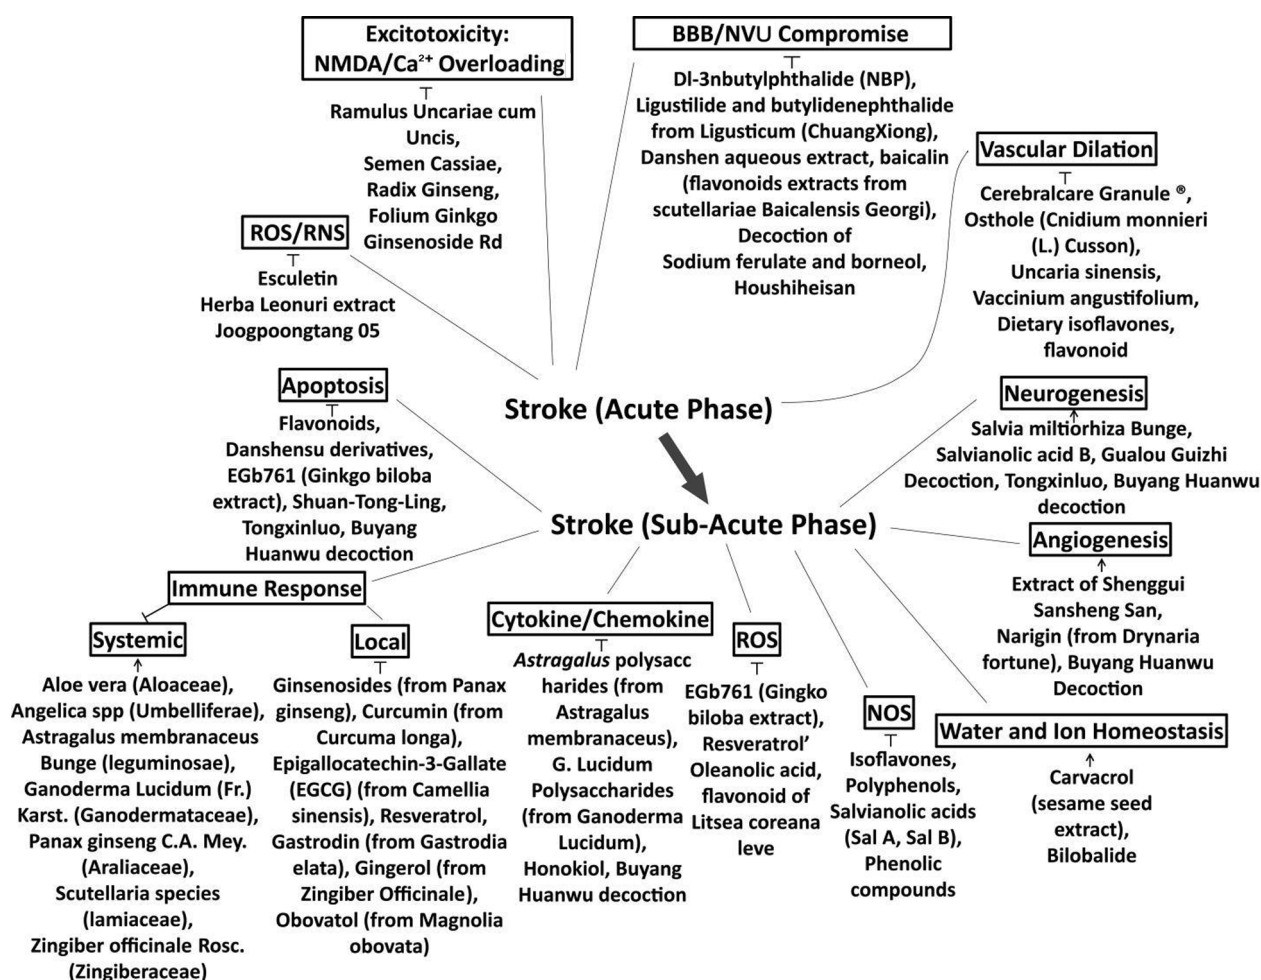 Excitotoxicity:
NMDA/Ca²⁺ Overloading
Ramulus Uncariae cum
Uncis,
Semen Cassiae,
Radix Ginseng,
Folium Ginkgo
Ginsenoside Rd
BBB/NVU Compromise
Dl-3nbutylphthalide (NBP),
Ligustilide and butylidenephthalide
from Ligusticum (ChuangXiong),
Danshen aqueous extract, baicalin
(flavonoids extracts from
scutellariae Baicalensis Georgi),
Decoction of
Sodium ferulate and borneol,
Houshiheisan
Vascular Dilation
Cerebralcare Granule ®,
Osthole (Cnidium monnieri
(L.) Cusson),
Uncaria sinensis,
Vaccinium angustifolium,
Dietary isoflavones,
flavonoid
ROS/RNS
Esculetin
Herba Leonuri extract
Joogpoongtang 05
Stroke (Acute Phase)
Apoptosis
Flavonoids,
Danshensu derivatives,
EGb761 (Ginkgo biloba
extract), Shuan-Tong-Ling,
Tongxinluo, Buyang
Huanwu decoction
Neurogenesis
Salvia miltiorhiza Bunge,
Salvianolic acid B, Gualou Guizhi
Decoction, Tongxinluo, Buyang Huanwu
decoction
Stroke (Sub-Acute Phase)
Angiogenesis
Extract of Shenggui
Sansheng San,
Narigin (from Drynaria
fortune), Buyang Huanwu
Decoction
Immune Response
Systemic
Aloe vera (Aloaceae),
Angelica spp (Umbelliferae),
Astragalus membranaceus
Bunge (leguminosae),
Ganoderma Lucidum (Fr.)
Karst. (Ganodermataceae),
Panax ginseng C.A. Mey.
(Araliaceae),
Scutellaria species
(lamiaceae),
Zingiber officinale Rosc.
(Zingiberaceae)
Local
Ginsenosides (from Panax
ginseng), Curcumin (from
Curcuma longa),
Epigallocatechin-3-Gallate
(EGCG) (from Camellia
sinensis), Resveratrol,
Gastrodin (from Gastrodia
elata), Gingerol (from
Zingiber Officinale),
Obovatol (from Magnolia
obovata)
Cytokine/Chemokine
Astragalus polysacc
harides (from
Astragalus
membranaceus),
G. Lucidum
Polysaccharides
(from Ganoderma
Lucidum),
Honokiol, Buyang
Huanwu decoction
ROS
EGb761 (Gingko
biloba extract),
Resveratrol’
Oleanolic acid,
flavonoid of
Litsea coreana
leve
NOS
Isoflavones,
Polyphenols,
Salvianolic acids
(Sal A, Sal B),
Phenolic
compounds
Water and Ion Homeostasis
Carvacrol
(sesame seed
extract),
Bilobalide